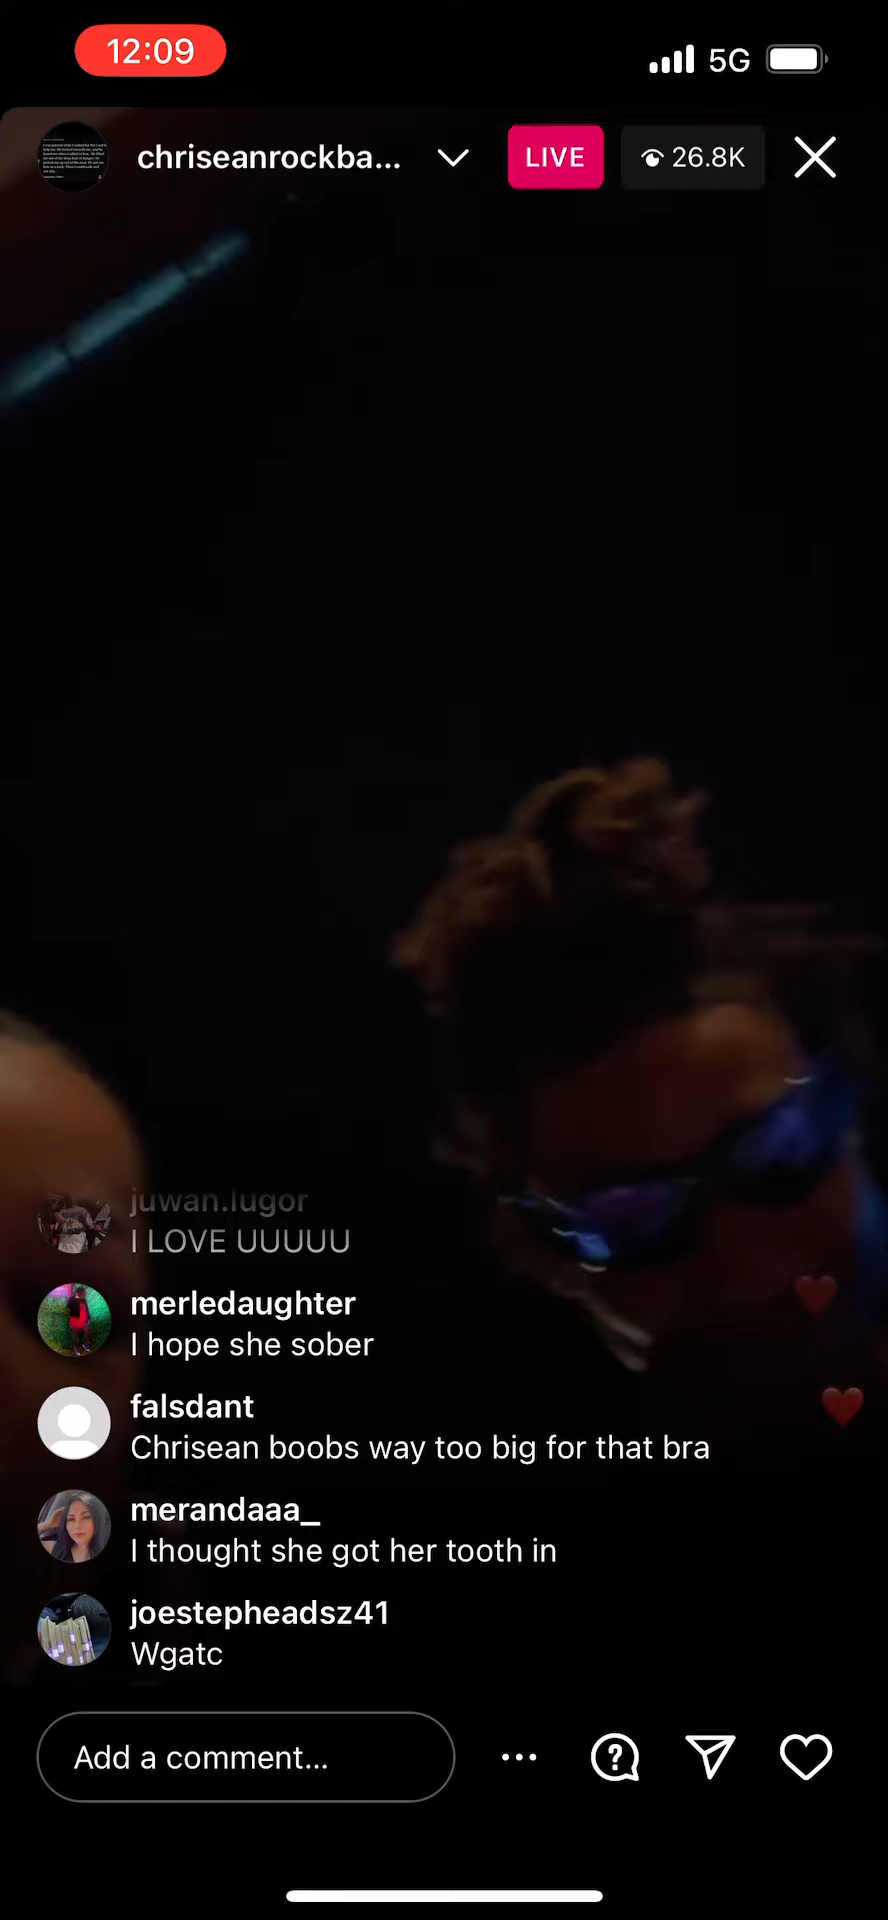 12:09
5G
chriseanrockba...
LIVE
26.8K
juwan.lugor
I LOVE UUUUU
merledaughter
I hope she sober
falsdant
Chrisean boobs way too big for that bra
merandaaa_
I thought she got her tooth in
joestepheadsz41
Wgatc
Add a comment...